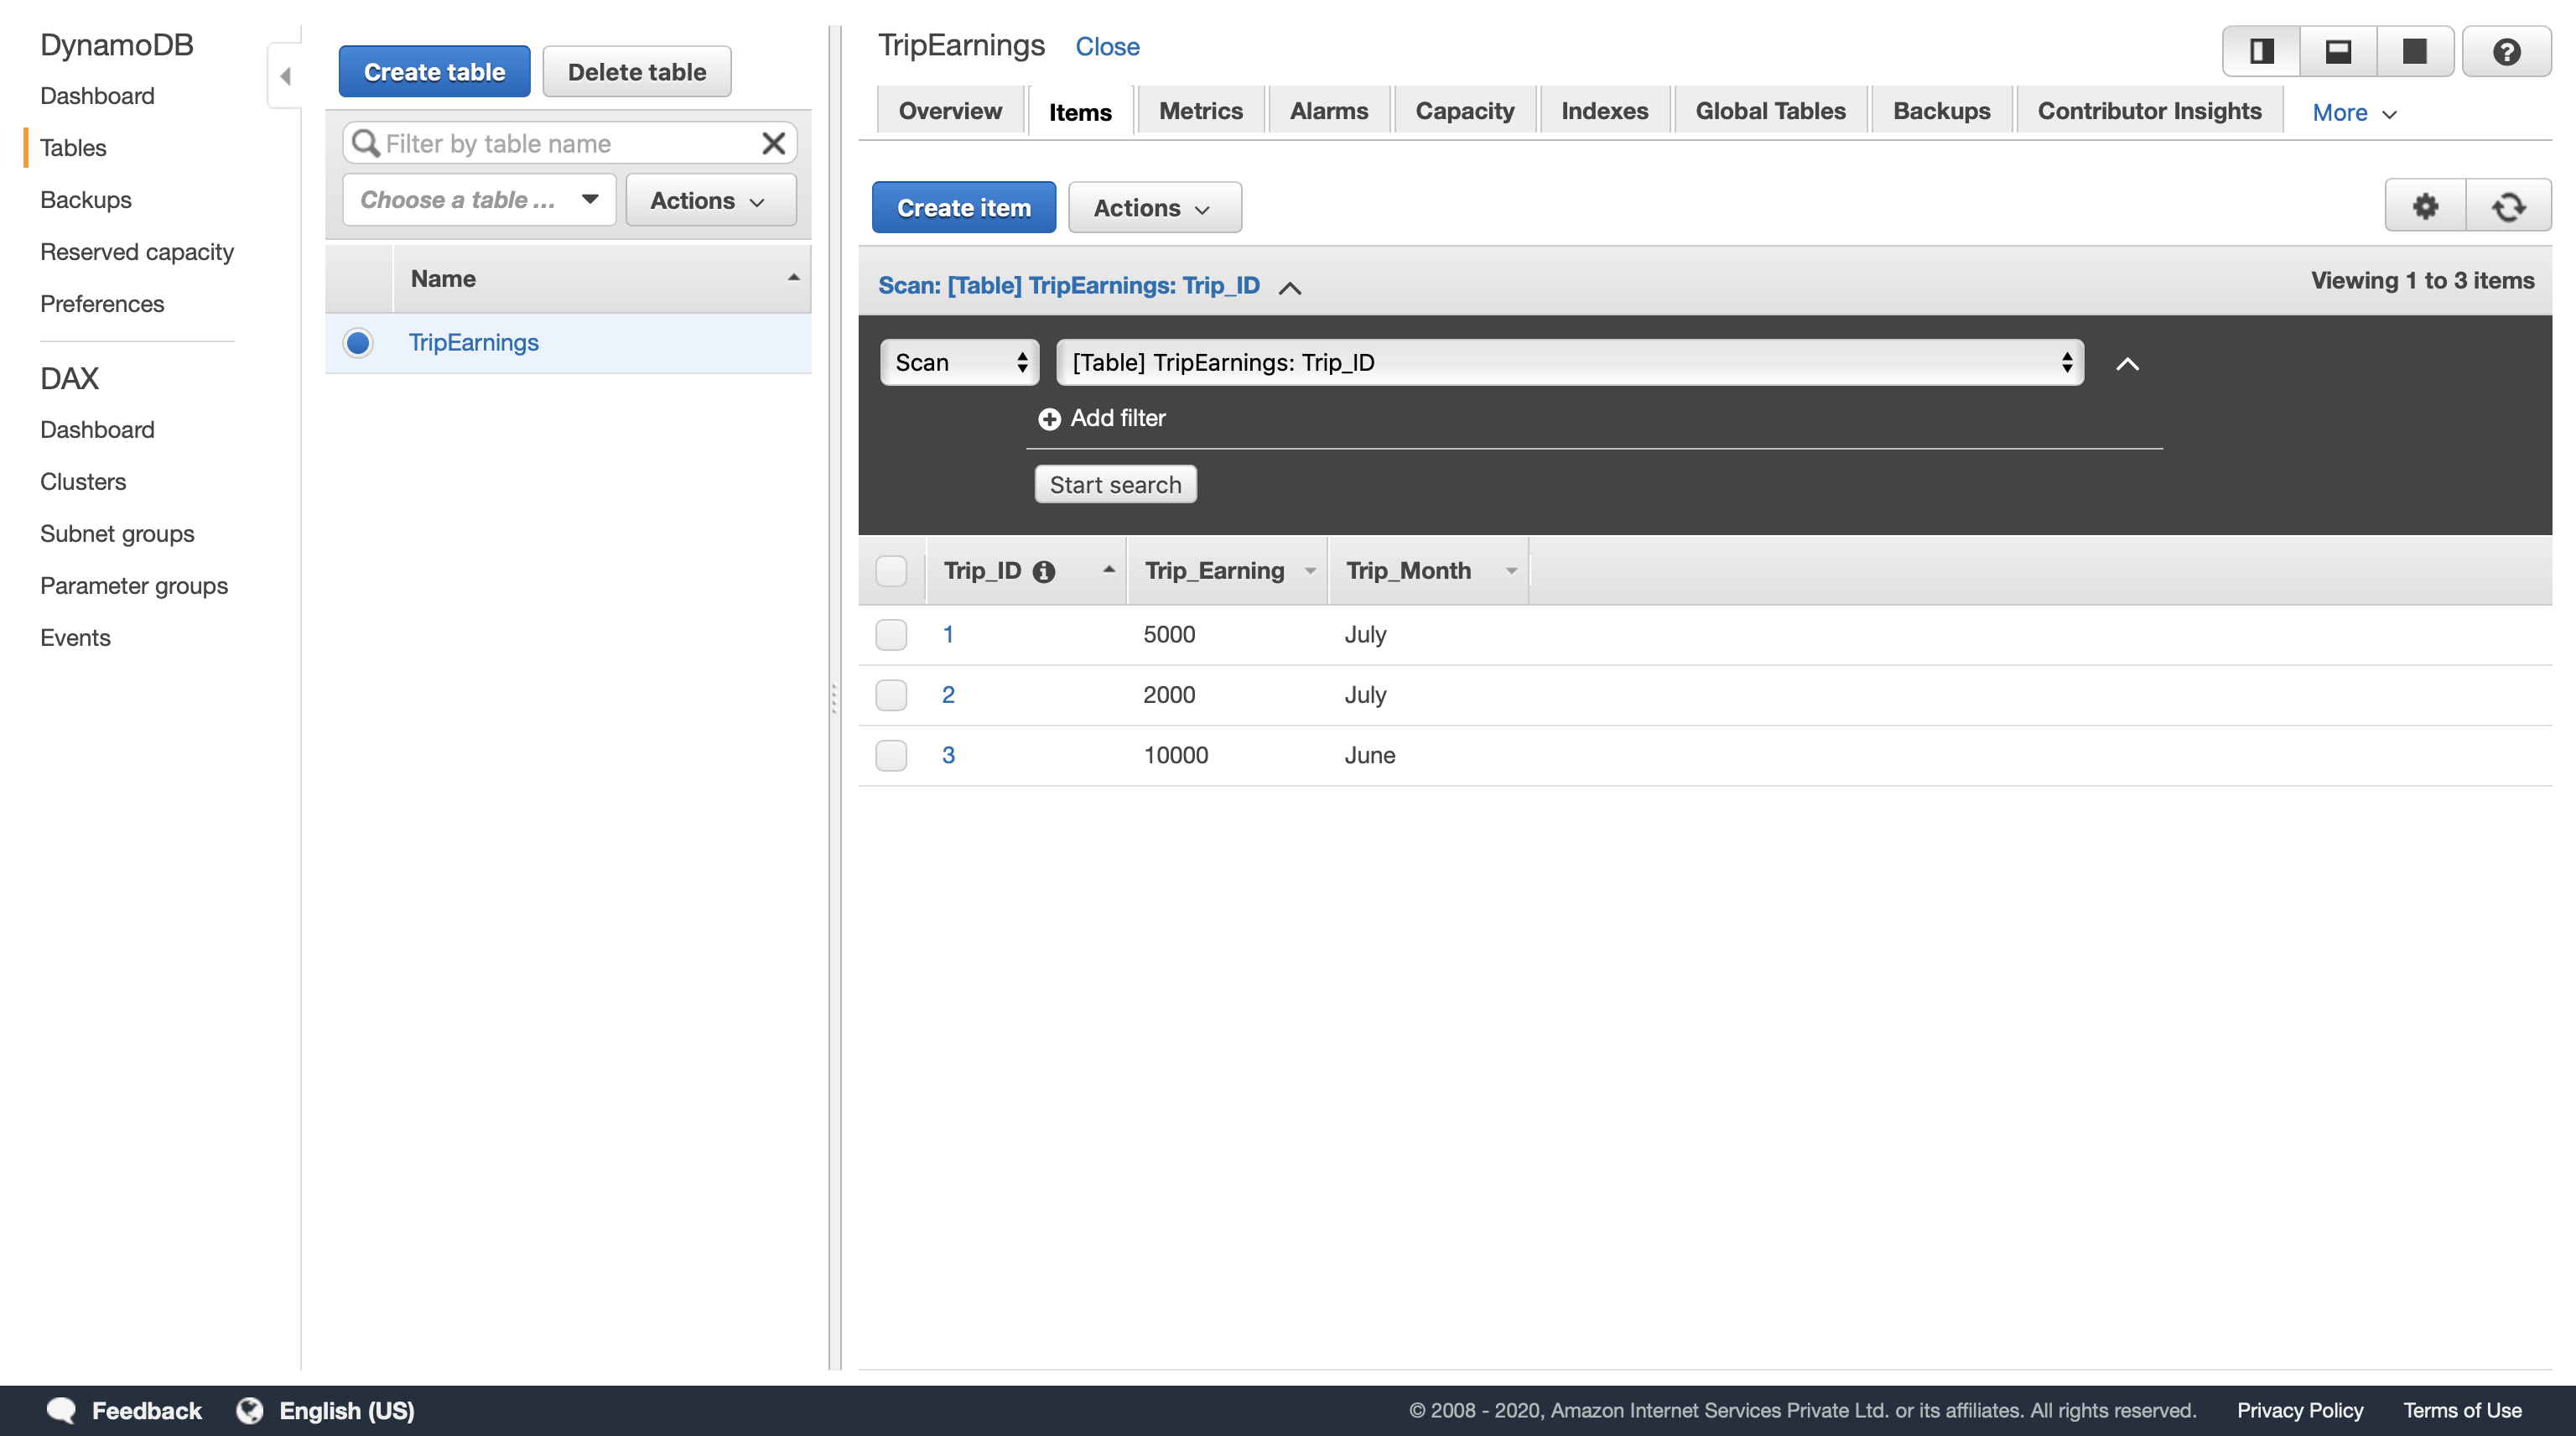 DynamoDB
Dashboard
Tables
Backups
Reserved capacity
Preferences
DAX
Dashboard
Clusters
Subnet groups
Parameter groups
Events
Create table
Delete table
Filter by table name
Choose a table ...
Actions
Name
TripEarnings
TripEarnings Close
Overview Items Metrics Alarms Capacity Indexes Global Tables Backups Contributor Insights More
Create item Actions
Scan: [Table] TripEarnings: Trip_ID
Viewing 1 to 3 items
Scan [Table] TripEarnings: Trip_ID
Add filter
Start search
Trip_ID Trip_Earning Trip_Month
1 5000 July
2 2000 July
3 10000 June
Feedback English (US) © 2008 - 2020, Amazon Internet Services Private Ltd. or its affiliates. All rights reserved. Privacy Policy Terms of Use